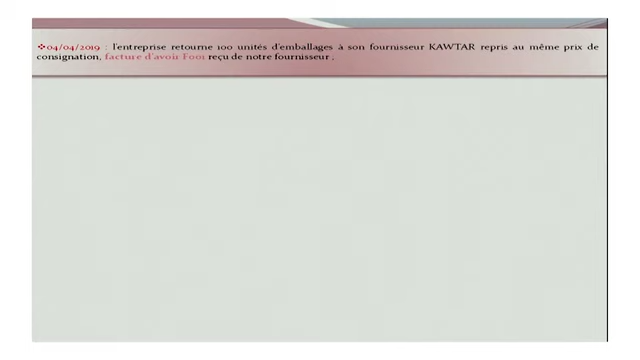 ❖04/04/2019 : l'entreprise retourne 100 unités d'emballages à son fournisseur KAWTAR repris au même prix de
consignation, facture d'avoir F001 reçu de notre fournisseur ;